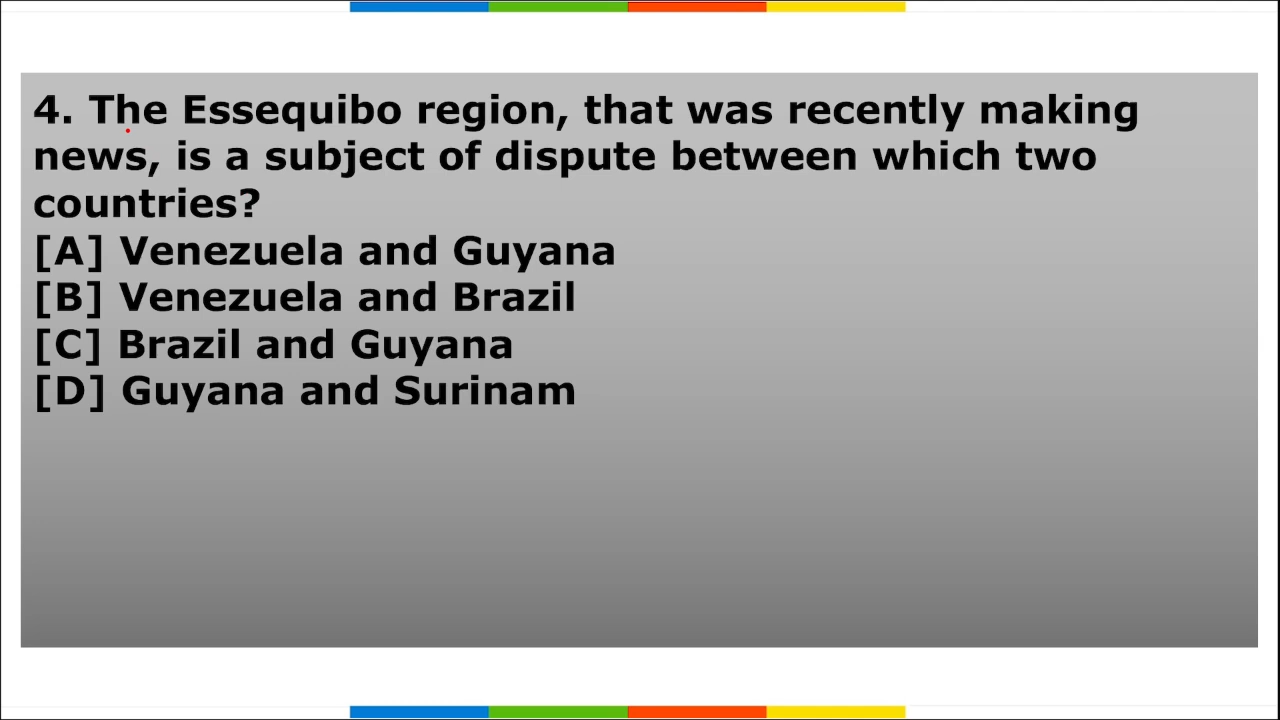 4. The Essequibo region, that was recently making
news, is a subject of dispute between which two
countries?
[A] Venezuela and Guyana
[B] Venezuela and Brazil
[C] Brazil and Guyana
[D] Guyana and Surinam